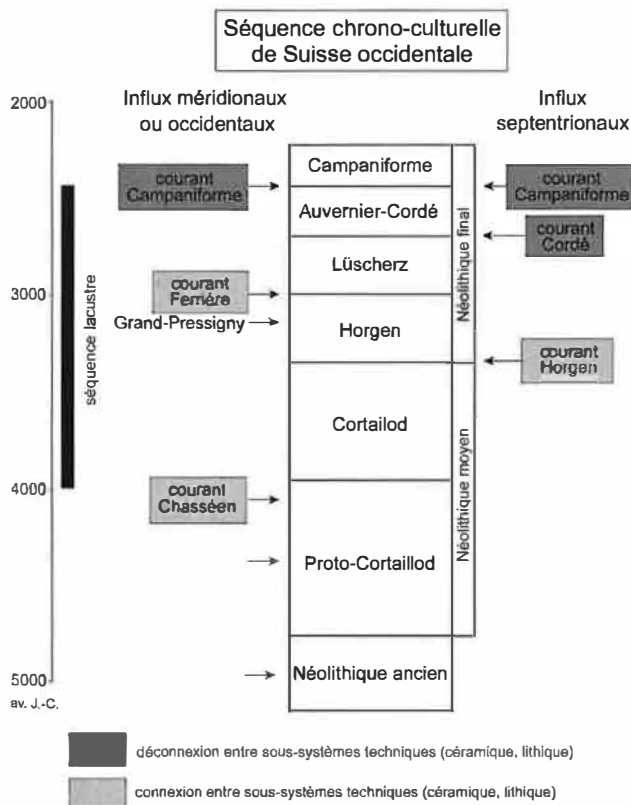 Séquence chrono-culturelle
de Suisse occidentale
Influx méridionaux
ou occidentaux
Influx
septentrionaux
2000
3000
4000
5000
av. J.-C.
séquence lacustre
courant
Campaniforme
courant
Ferrière
Grand-Pressigny
courant
Chasséen
Campaniforme
Auvernier-Cordé
Lüscherz
Horgen
Cortailod
Proto-Cortaillod
Néolithique ancien
Néolithique final
Néolithique moyen
courant
Campaniforme
courant
Cordé
courant
Horgen
déconnexion entre sous-systèmes techniques (céramique, lithique)
connexion entre sous-systèmes techniques (céramique, lithique)